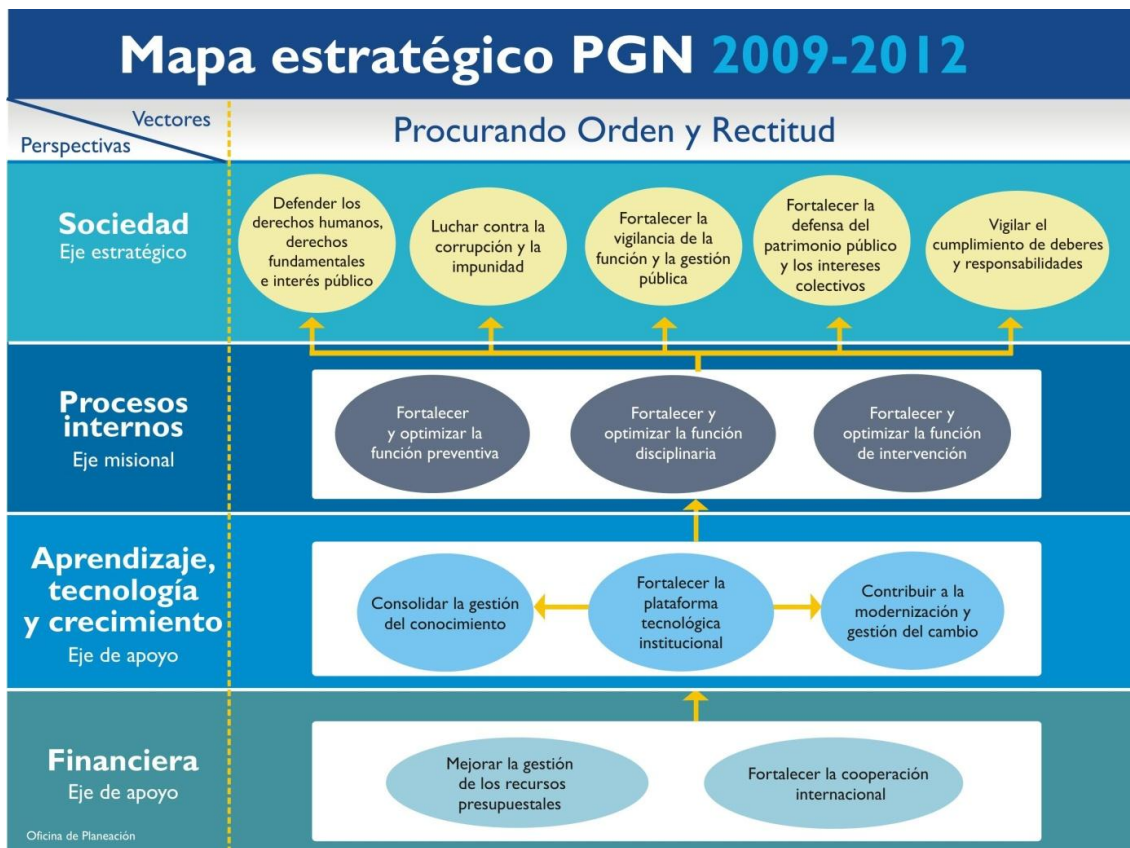 Mapa estratégico PGN 2009-2012
Vectores
Perspectivas
Procurando Orden y Rectitud
Sociedad
Eje estratégico
Defender los
derechos humanos,
derechos
fundamentales
e interés público
Luchar contra la
corrupción y la
impunidad
Fortalecer la
vigilancia de la
función y la gestión
pública
Fortalecer la
defensa del
patrimonio público
y los intereses
colectivos
Vigilar el
cumplimiento de deberes
y responsabilidades
Procesos
internos
Eje misional
Fortalecer
y optimizar la
función preventiva
Fortalecer y
optimizar la función
disciplinaria
Fortalecer y
optimizar la función
de intervención
Aprendizaje,
tecnología
y crecimiento
Eje de apoyo
Consolidar la gestión
del conocimiento
Fortalecer la
plataforma
tecnológica
institucional
Contribuir a la
modernización y
gestión del cambio
Financiera
Eje de apoyo
Mejorar la gestión
de los recursos
presupuestales
Fortalecer la cooperación
internacional
Oficina de Planeación